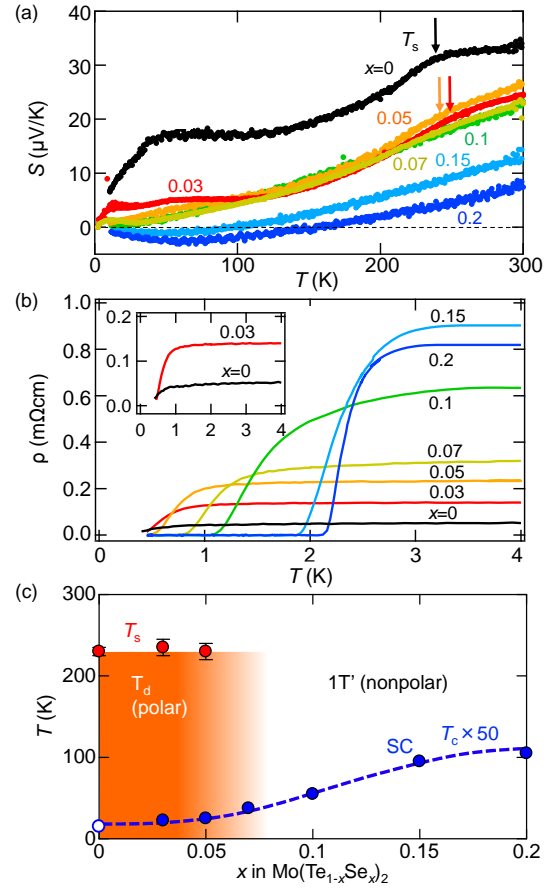 (a)
40
30
20
10
0
S (µV/K)
T_s
x=0
0.05
0.03
0.1
0.07
0.15
0.2
0 100 200 300
T (K)
(b)
1.0
0.8
0.6
0.4
0.2
0.0
ρ (mΩcm)
0.2
0.1
0.0
0.03
x=0
0 1 2 3 4
0.15
0.2
0.1
0.07
0.05
0.03
x=0
0 1 2 3 4
T (K)
(c)
300
200
100
0
T (K)
T_s
T_d
(polar)
1T' (nonpolar)
SC
T_c × 50
0 0.05 0.1 0.15 0.2
x in Mo(Te_{1-x}Se_x)_2